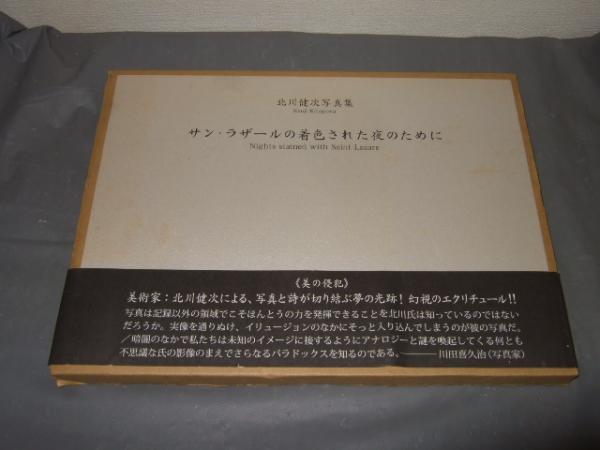 北川健次写真集
Kenji Kitagawa
サン・ラザールの着色された夜のために
Nights stained with Saint Lazare
《美の侵犯》
美術家：北川健次による、写真と詩が切り結ぶ夢の光跡！幻視のエクリチュール!!
写真は記録以外の領域でこそほんとうの力を発揮できることを北川氏は知っているのではない
だろうか。実像を通りぬけ、イリュージョンのなかにそっと入り込んでしまうのが彼の写真だ。
／暗闇のなかで私たちは未知のイメージに接するようにアナロジーと謎を喚起してくる何とも
不思議な氏の影像のまえでさらなるパラドックスを知るのである。———川田喜久治（写真家）